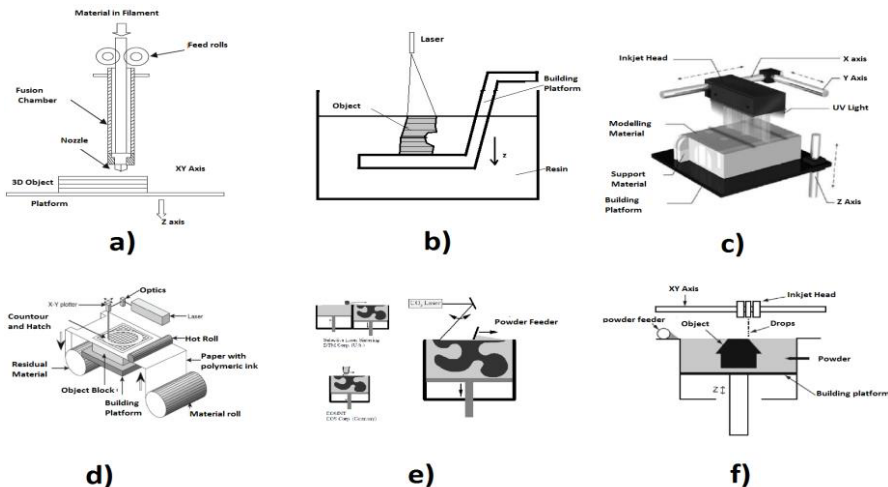 Material in Filament
Feed rolls
Fusion
Chamber
Nozzle
XY Axis
3D Object
Platform
Z axis
a)
Laser
Building
Platform
Object
z
Resin
b)
Inkjet Head
X axis
Y Axis
UV Light
Modelling
Material
Support
Material
Building
Platform
Z Axis
c)
Optics
X-Y plotter
Laser
Countour
and Hatch
Hot Roll
Residual
Material
Paper with
polymeric ink
Object Block
Building
Platform
Material roll
d)
CO2 Laser
Powder Feeder
e)
XY Axis
Inkjet Head
powder feeder
Object
Drops
Powder
Z
Building platform
f)